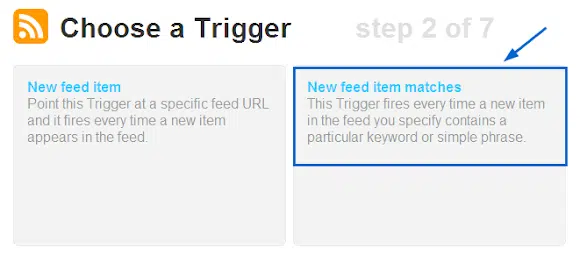 Choose a Trigger step 2 of 7
New feed item
Point this Trigger at a specific feed URL
and it fires every time a new item
appears in the feed.
New feed item matches
This Trigger fires every time a new item
in the feed you specify contains a
particular keyword or simple phrase.